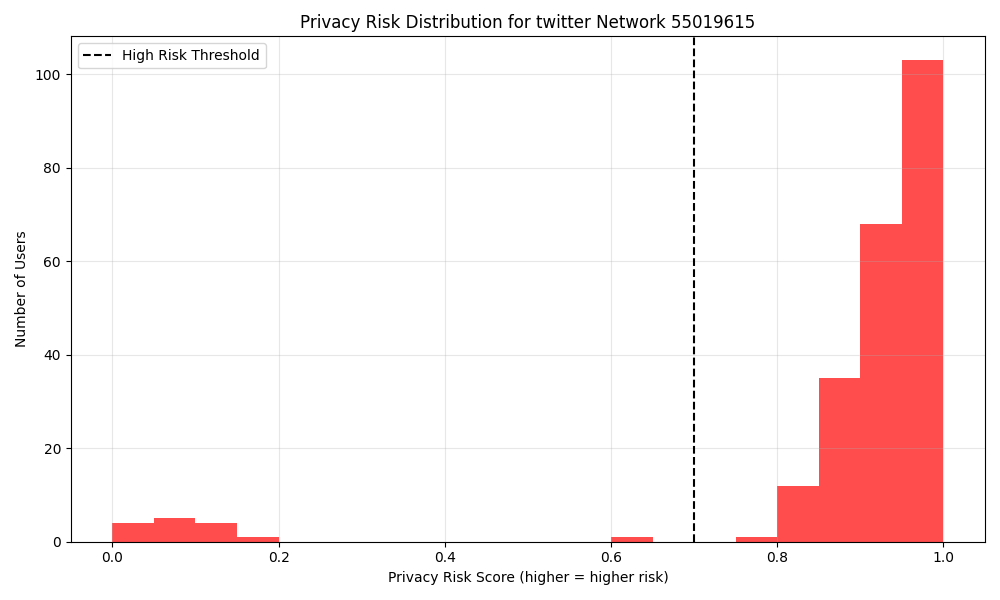 Privacy Risk Distribution for twitter Network 55019615
High Risk Threshold
Number of Users
100
80
60
40
20
0
0.0 0.2 0.4 0.6 0.8 1.0
Privacy Risk Score (higher = higher risk)